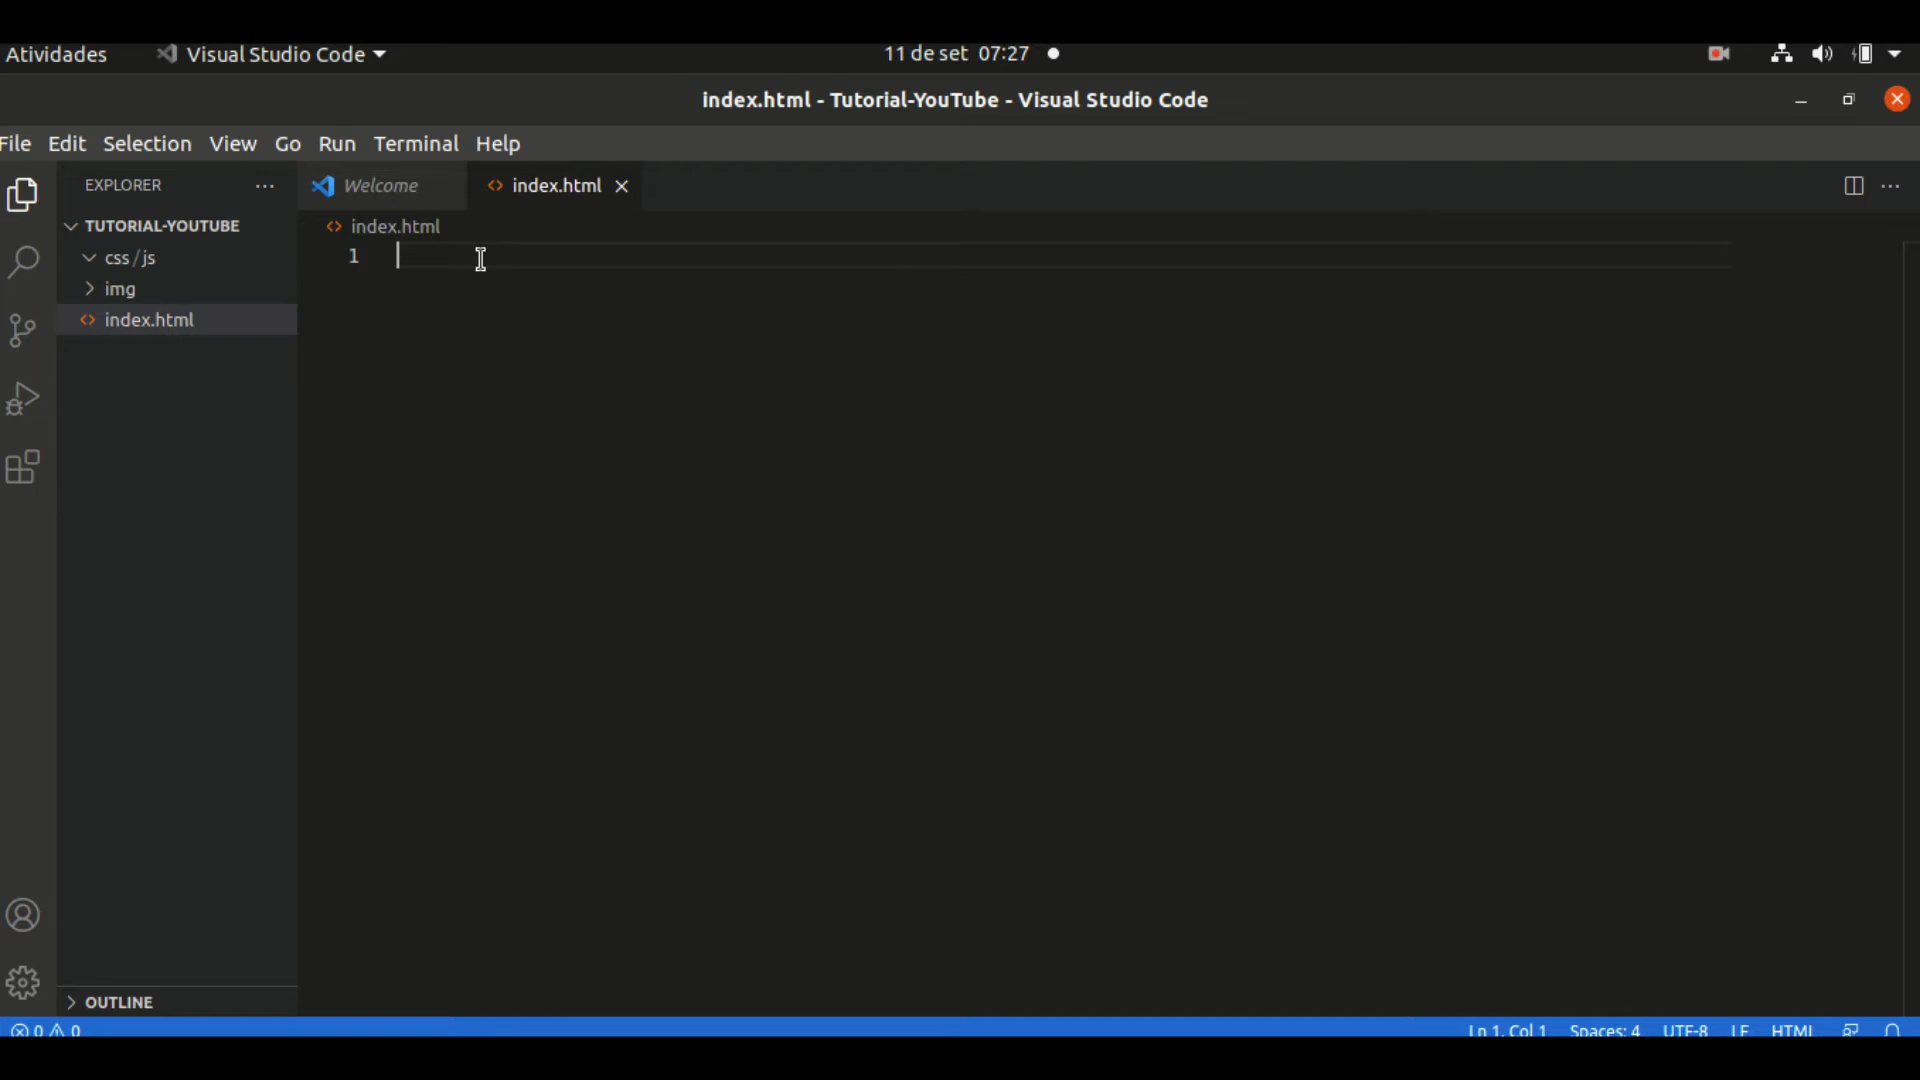 Atividades Visual Studio Code 11 de set 07:27
index.html - Tutorial-YouTube - Visual Studio Code
File Edit Selection View Go Run Terminal Help
EXPLORER ··· Welcome index.html ···
TUTORIAL-YOUTUBE index.html
css/js 1
img
index.html
OUTLINE
0 0 Ln 1, Col 1 Spaces: 4 UTF-8 LF HTML